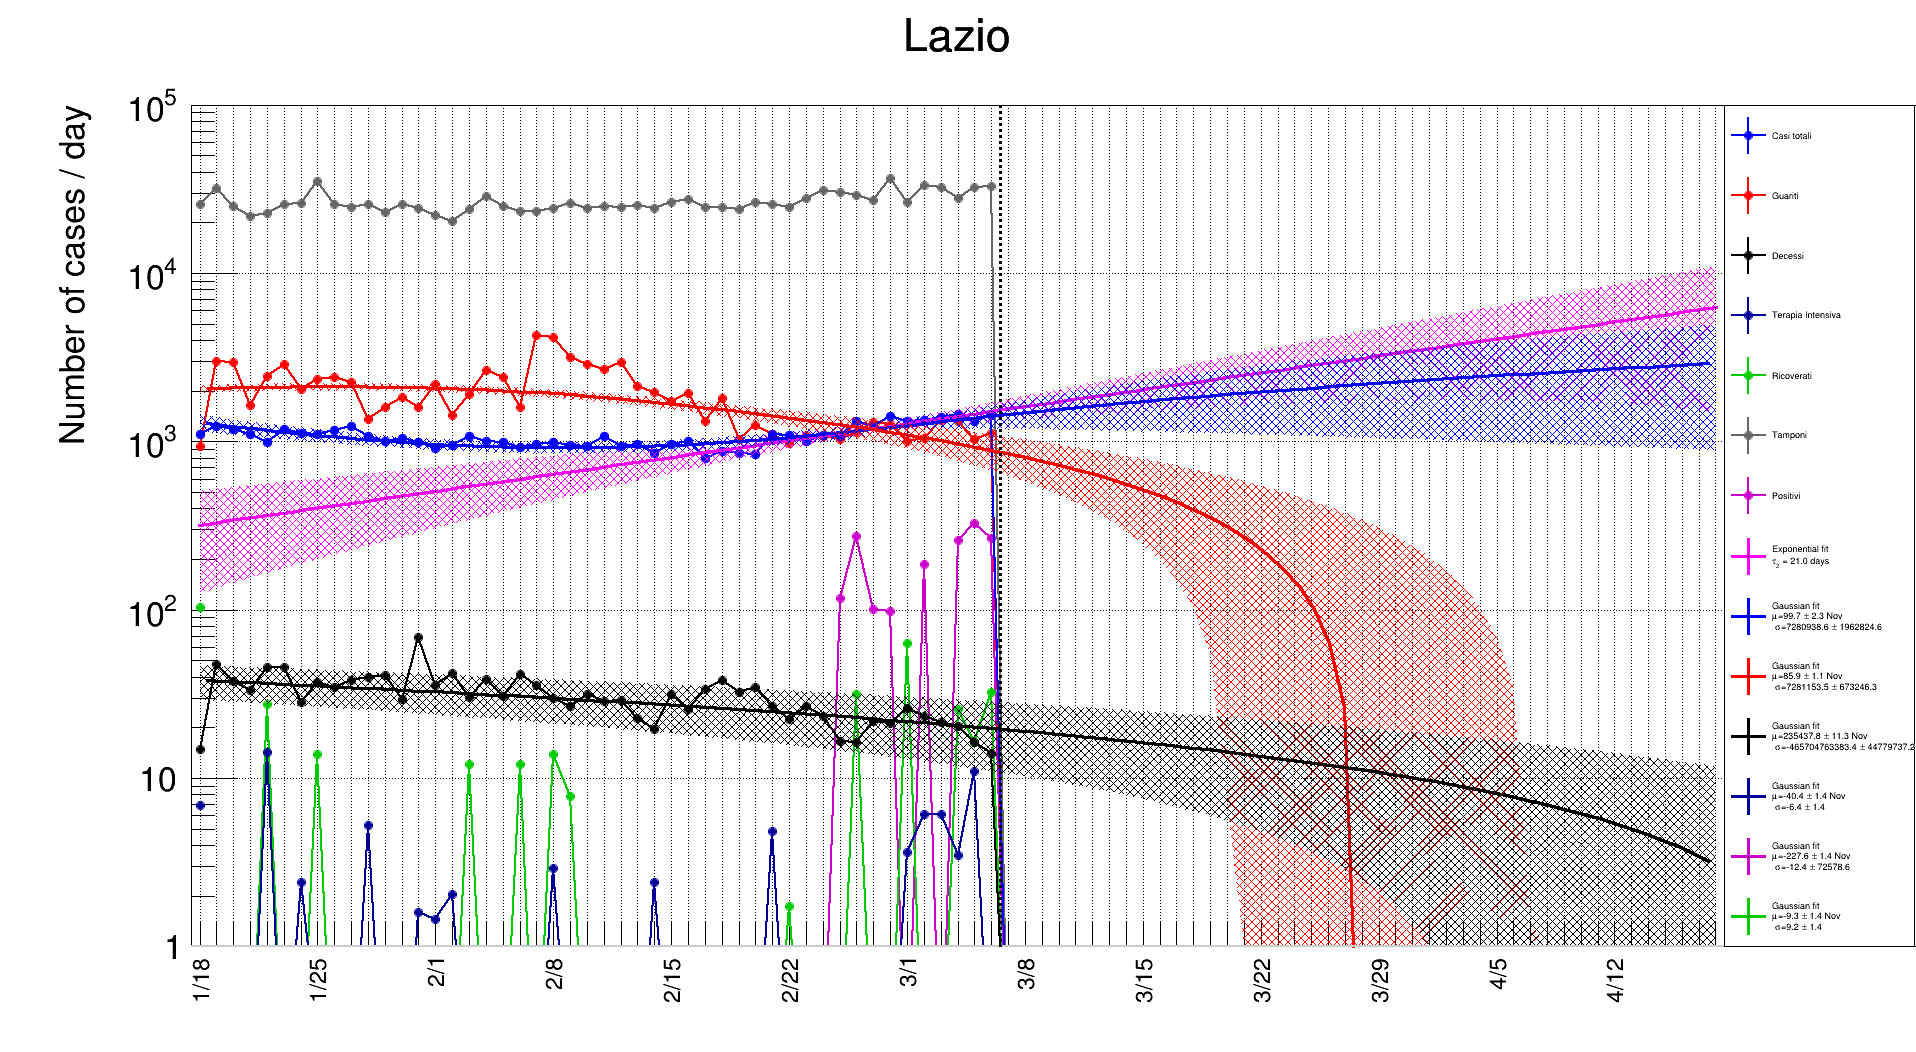 Lazio
Number of cases / day
10^5
10^4
10^3
10^2
10
1
1/18
1/25
2/1
2/8
2/15
2/22
3/1
3/8
3/15
3/22
3/29
4/5
4/12
Casi totali
Guariti
Decessi
Terapia Intensiva
Ricoverati
Tamponi
Positivi
Exponential fit
τ_2 = 21.0 days
Gaussian fit
μ=99.7 ± 2.3 Nov
σ=7280938.6 ± 1962824.6
Gaussian fit
μ=85.9 ± 1.1 Nov
σ=7281153.5 ± 673246.3
Gaussian fit
μ=235437.8 ± 11.3 Nov
σ=-465704763383.4 ± 44779737.2
Gaussian fit
μ=-40.4 ± 1.4 Nov
σ=-6.4 ± 1.4
Gaussian fit
μ=-227.6 ± 1.4 Nov
σ=-12.4 ± 72578.6
Gaussian fit
μ=-9.3 ± 1.4 Nov
σ=9.2 ± 1.4